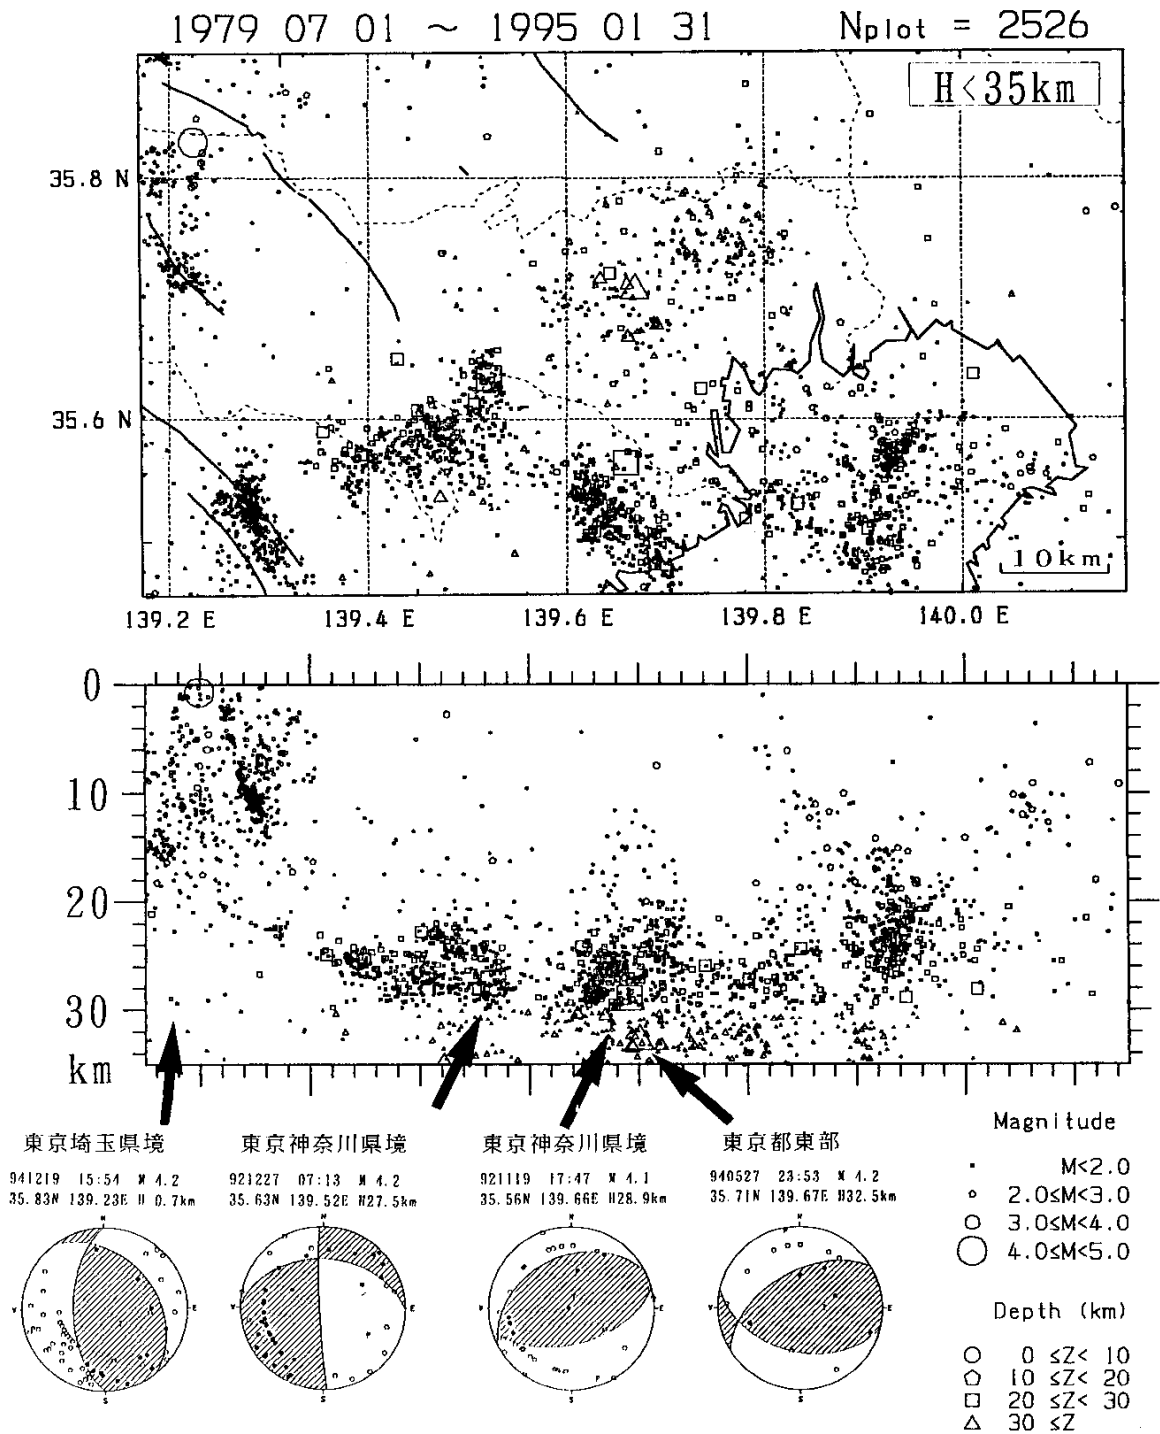 1979 07 01 ~ 1995 01 31 Nplot = 2526
H<35km
35.8 N
35.6 N
10km
139.2 E 139.4 E 139.6 E 139.8 E 140.0 E
0
10
20
30
km
東京埼玉県境 東京神奈川県境 東京神奈川県境 東京都東部
941219 15:54 M 4.2 921227 07:13 M 4.2 921119 17:47 M 4.1 940527 23:53 M 4.2
35.83N 139.23E H 0.7km 35.63N 139.52E H27.5km 35.56N 139.66E H28.9km 35.71N 139.67E H32.5km
N N N N
W E W E W E W E
S S S S
Magnitude
M<2.0
2.0≤M<3.0
3.0≤M<4.0
4.0≤M<5.0
Depth (km)
0 ≤Z< 10
10 ≤Z< 20
20 ≤Z< 30
30 ≤Z